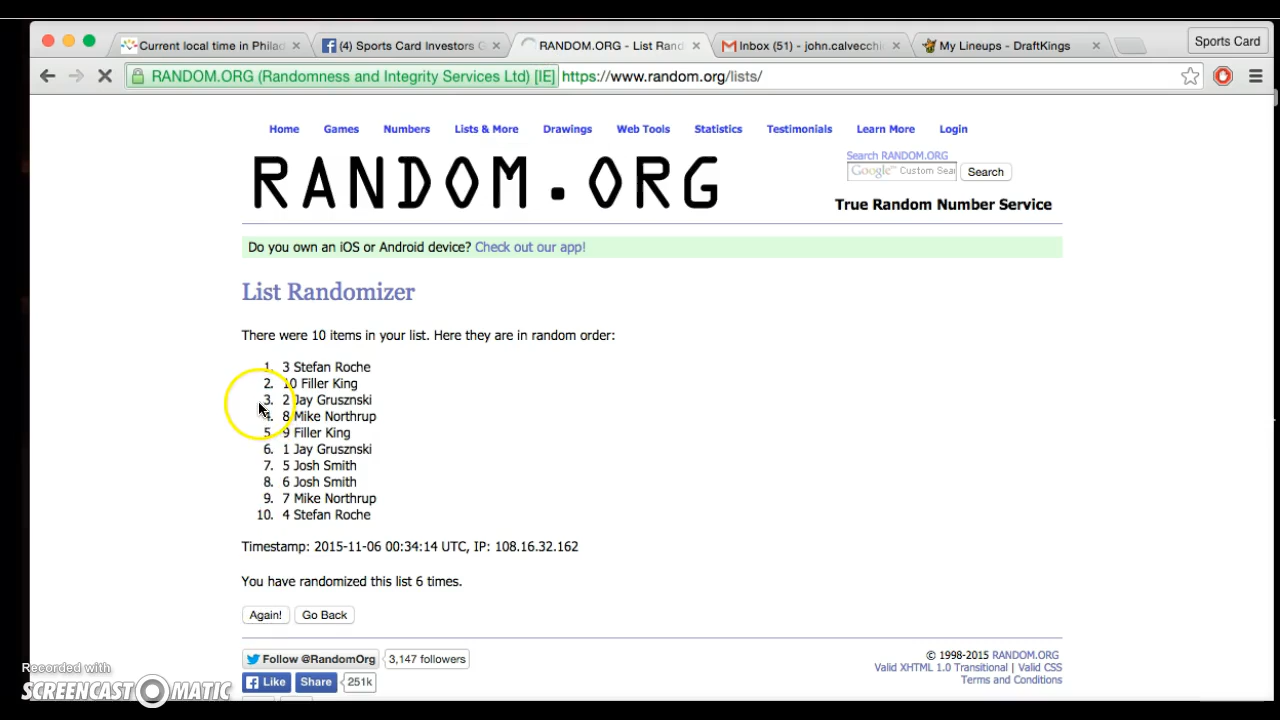 Current local time in Philad
(4) Sports Card Investors G
RANDOM.ORG - List Rand
Inbox (51) - john.calvecchi
My Lineups - DraftKings
Sports Card
RANDOM.ORG (Randomness and Integrity Services Ltd) [IE] https://www.random.org/lists/
Home Games Numbers Lists & More Drawings Web Tools Statistics Testimonials Learn More Login
RANDOM.ORG
Search RANDOM.ORG
Google™ Custom Sear Search
True Random Number Service
Do you own an iOS or Android device? Check out our app!
List Randomizer
There were 10 items in your list. Here they are in random order:
1. 3 Stefan Roche
2. 10 Filler King
3. 2 Jay Grusznski
4. 8 Mike Northrup
5. 9 Filler King
6. 1 Jay Grusznski
7. 5 Josh Smith
8. 6 Josh Smith
9. 7 Mike Northrup
10. 4 Stefan Roche
Timestamp: 2015-11-06 00:34:14 UTC, IP: 108.16.32.162
You have randomized this list 6 times.
Again! Go Back
Follow @RandomOrg 3,147 followers
Like Share 251k
© 1998-2015 RANDOM.ORG
Valid XHTML 1.0 Transitional | Valid CSS
Terms and Conditions
Recorded with
SCREENCAST-O-MATIC